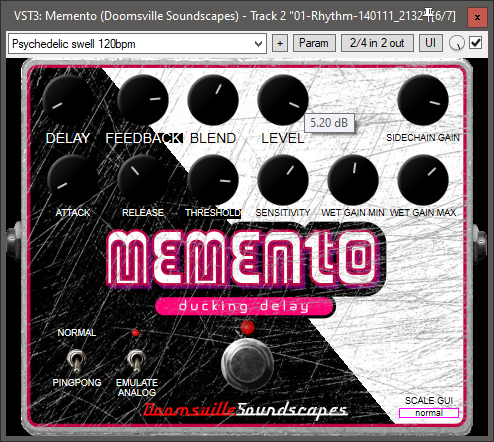 VST3: Memento (Doomsville Soundscapes) - Track 2 "01-Rhythm-140111_2132"[6/7]
Psychedelic swell 120bpm + Param 2/4 in 2 out UI
DELAY FEEDBACK BLEND LEVEL SIDECHAIN GAIN
5.20 dB
ATTACK RELEASE THRESHOLD SENSITIVITY WET GAIN MIN WET GAIN MAX
MEMENTO
ducking delay
NORMAL
PINGPONG
EMULATE
ANALOG
Doomsville Soundscapes
SCALE GUI
normal